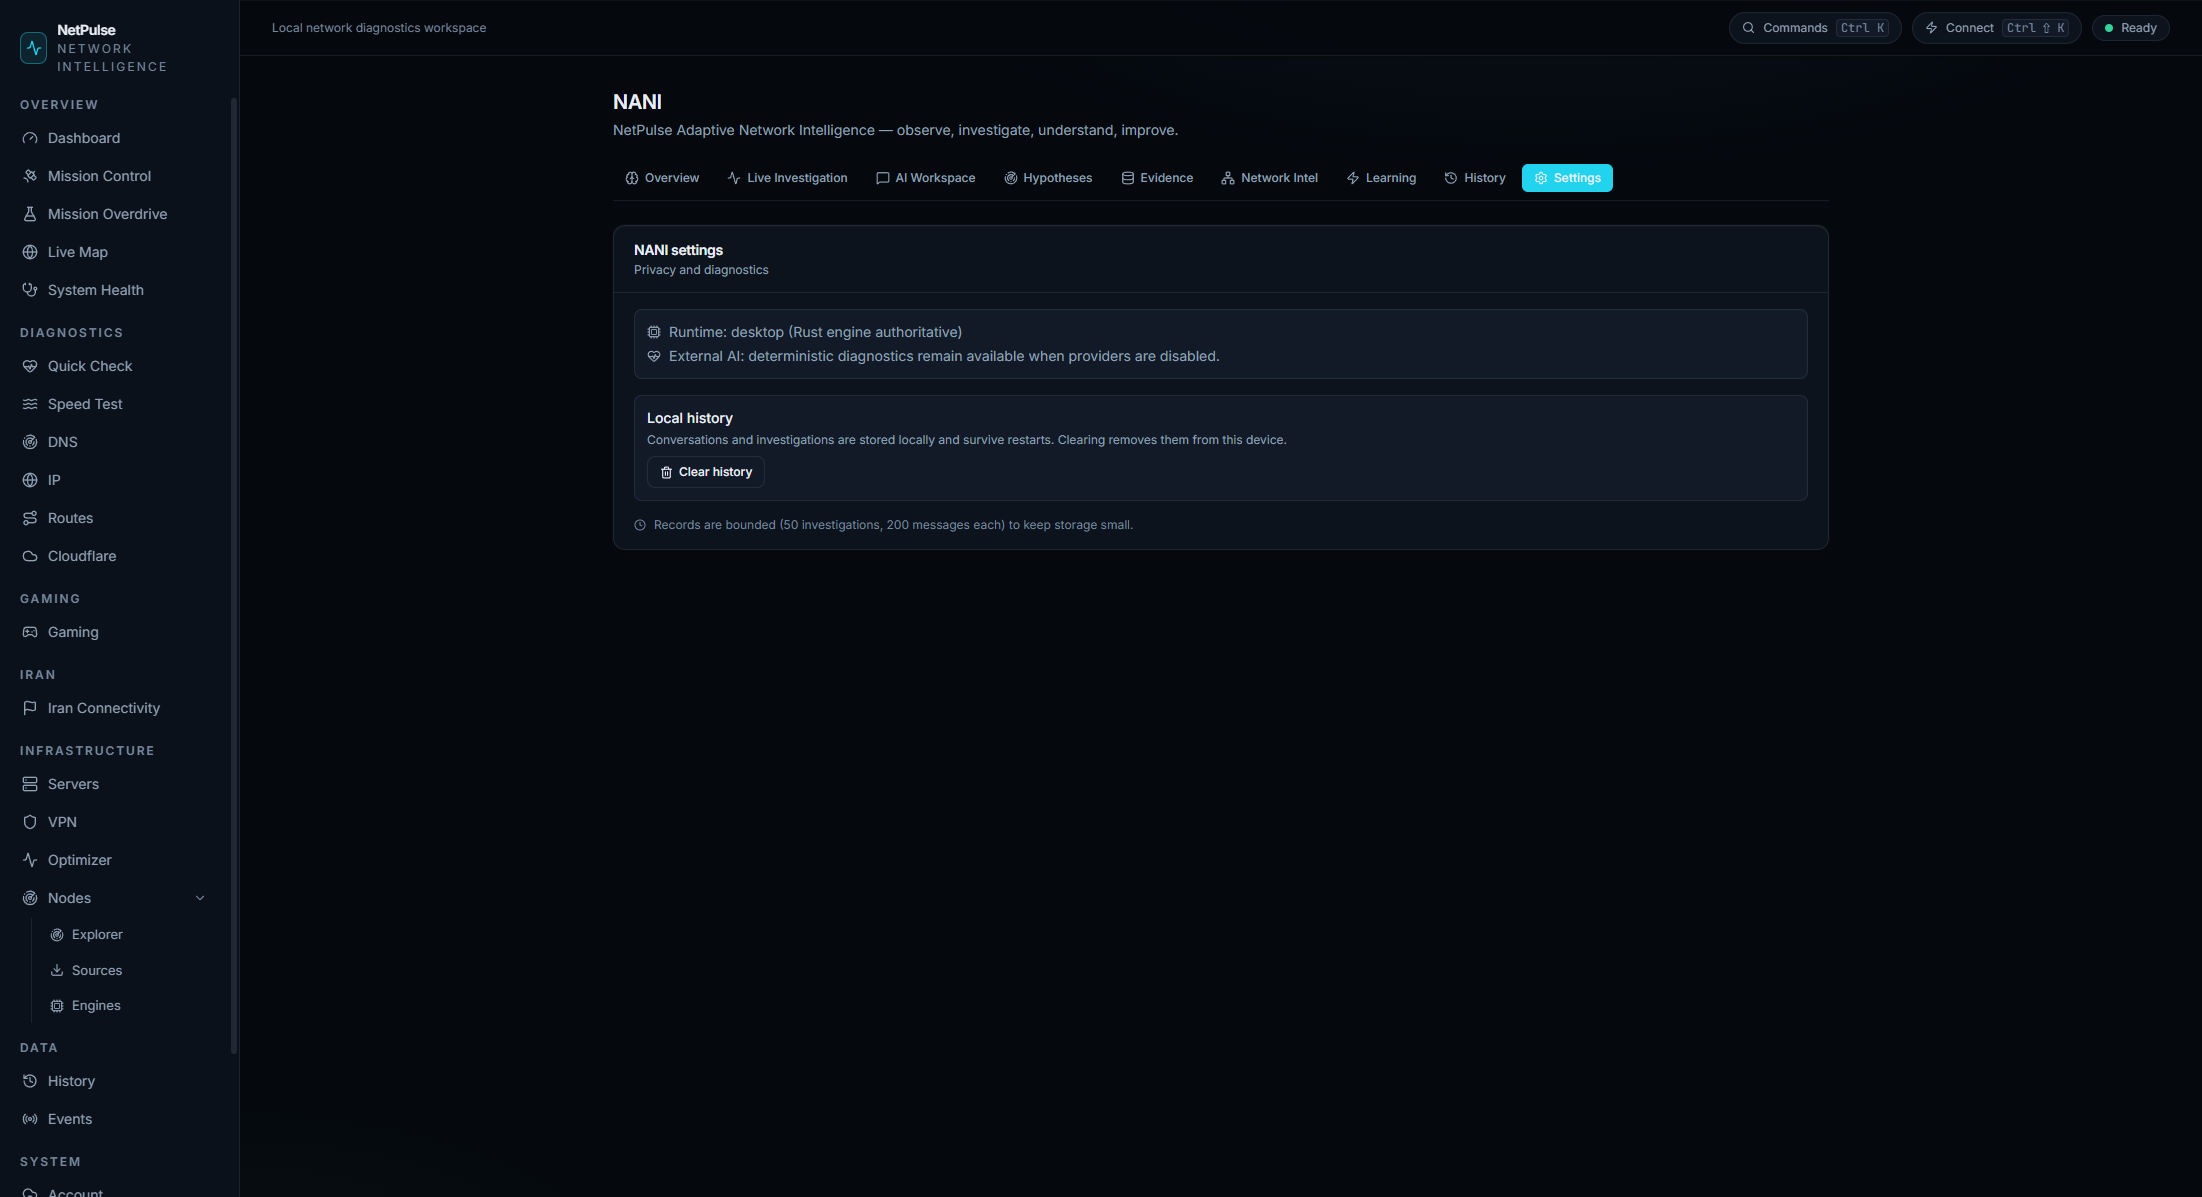 NetPulse
NETWORK
INTELLIGENCE
OVERVIEW
Dashboard
Mission Control
Mission Overdrive
Live Map
System Health
DIAGNOSTICS
Quick Check
Speed Test
DNS
IP
Routes
Cloudflare
GAMING
Gaming
IRAN
Iran Connectivity
INFRASTRUCTURE
Servers
VPN
Optimizer
Nodes
Explorer
Sources
Engines
DATA
History
Events
SYSTEM
Account
Local network diagnostics workspace
Commands Ctrl K
Connect Ctrl ⇧ K
Ready
NANI
NetPulse Adaptive Network Intelligence — observe, investigate, understand, improve.
Overview Live Investigation AI Workspace Hypotheses Evidence Network Intel Learning History Settings
NANI settings
Privacy and diagnostics
Runtime: desktop (Rust engine authoritative)
External AI: deterministic diagnostics remain available when providers are disabled.
Local history
Conversations and investigations are stored locally and survive restarts. Clearing removes them from this device.
Clear history
Records are bounded (50 investigations, 200 messages each) to keep storage small.